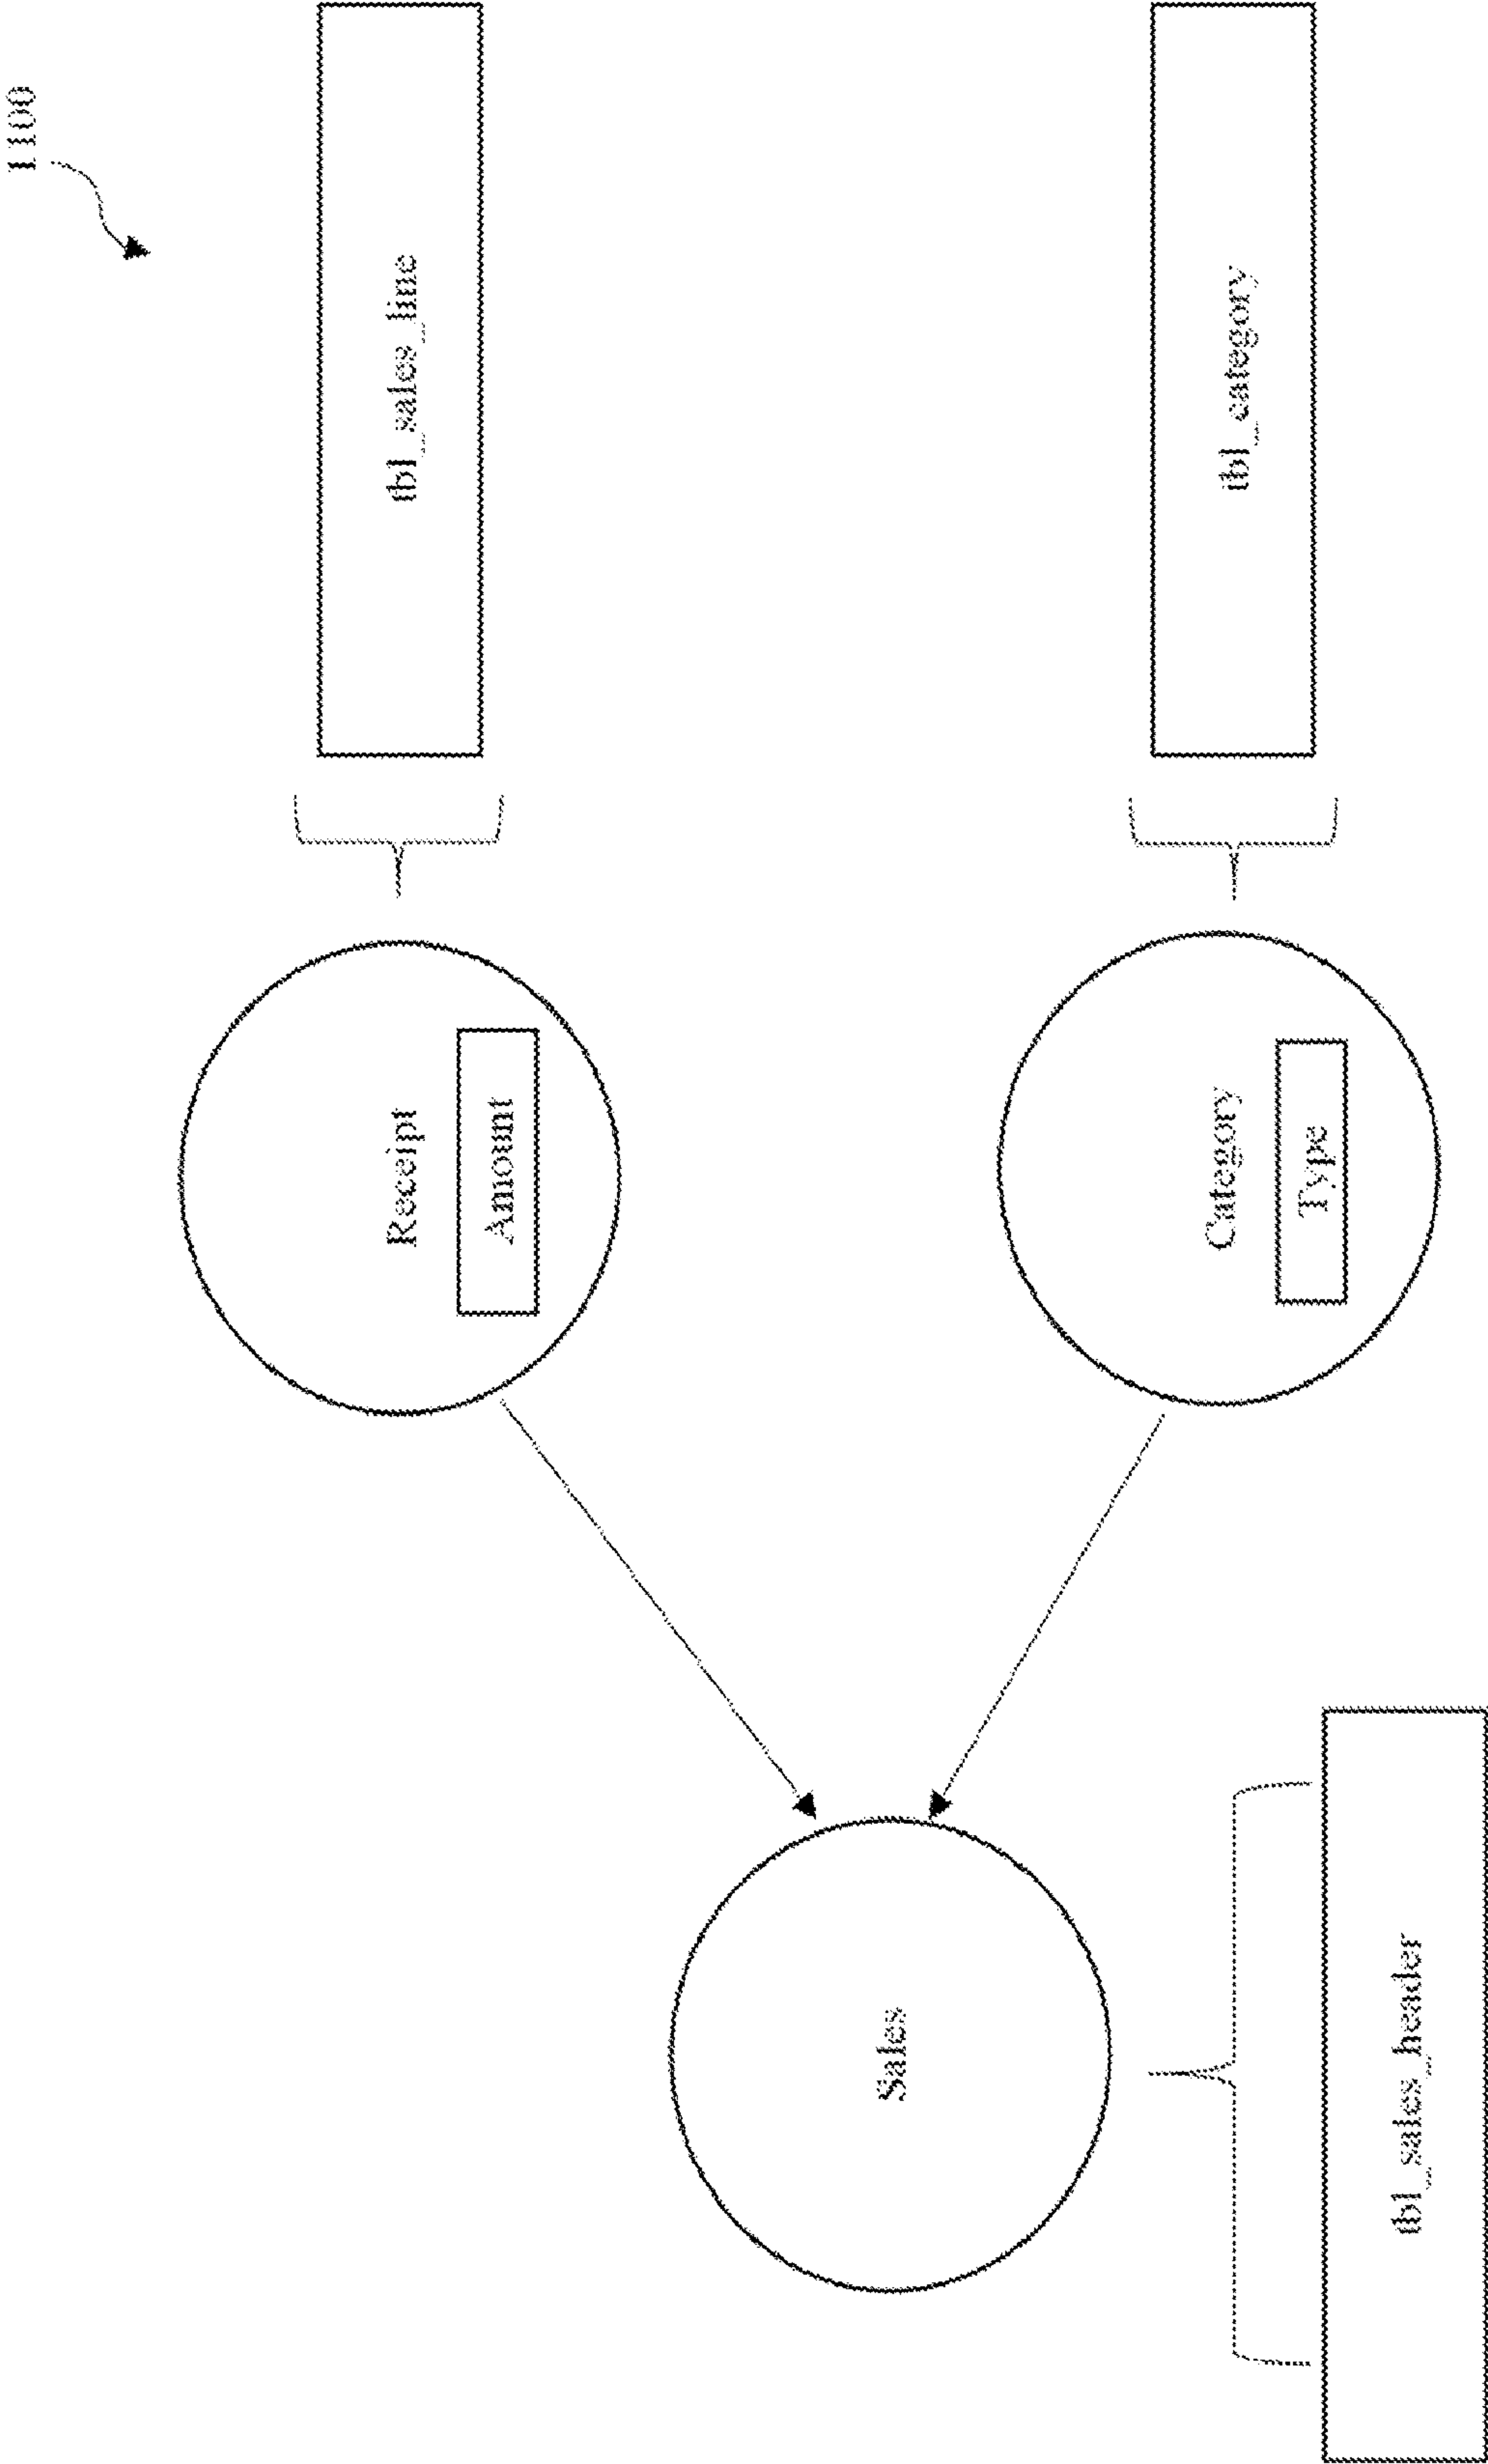 1100
Receipt
Amount
tbl_sales_line
Sales
Category
Type
tbl_category
tbl_sales_header